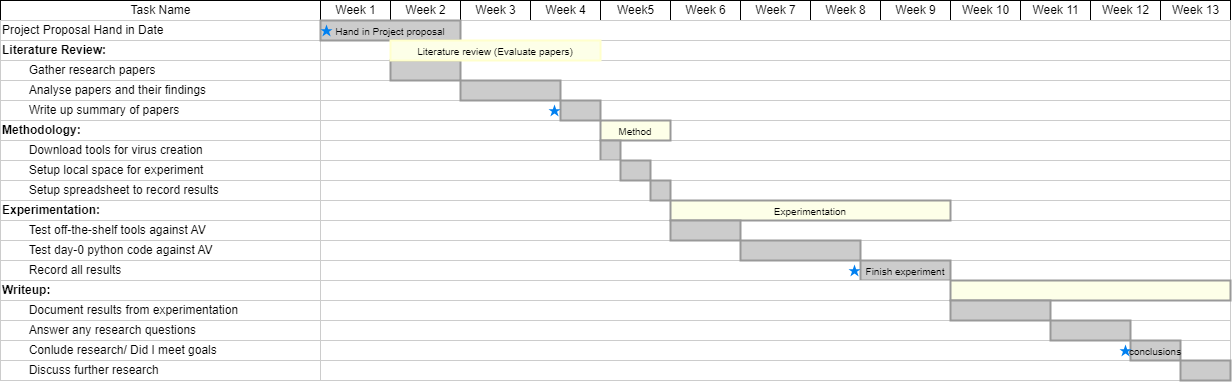 Task Name Week 1 Week 2 Week 3 Week 4 Week5 Week 6 Week 7 Week 8 Week 9 Week 10 Week 11 Week 12 Week 13
Project Proposal Hand in Date Hand in Project proposal
Literature Review: Literature review (Evaluate papers)
Gather research papers
Analyse papers and their findings
Write up summary of papers
Methodology: Method
Download tools for virus creation
Setup local space for experiment
Setup spreadsheet to record results
Experimentation: Experimentation
Test off-the-shelf tools against AV
Test day-0 python code against AV
Record all results Finish experiment
Writeup:
Document results from experimentation
Answer any research questions
Conlude research/ Did I meet goals conclusions
Discuss further research